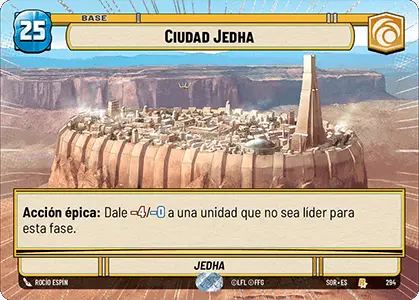 25
BASE
CIUDAD JEDHA
Acción épica: Dale -4/-0 a una unidad que no sea líder para
esta fase.
JEDHA
ROCÍO ESPÍN
©LFL ©FFG
SOR•ES
R
294